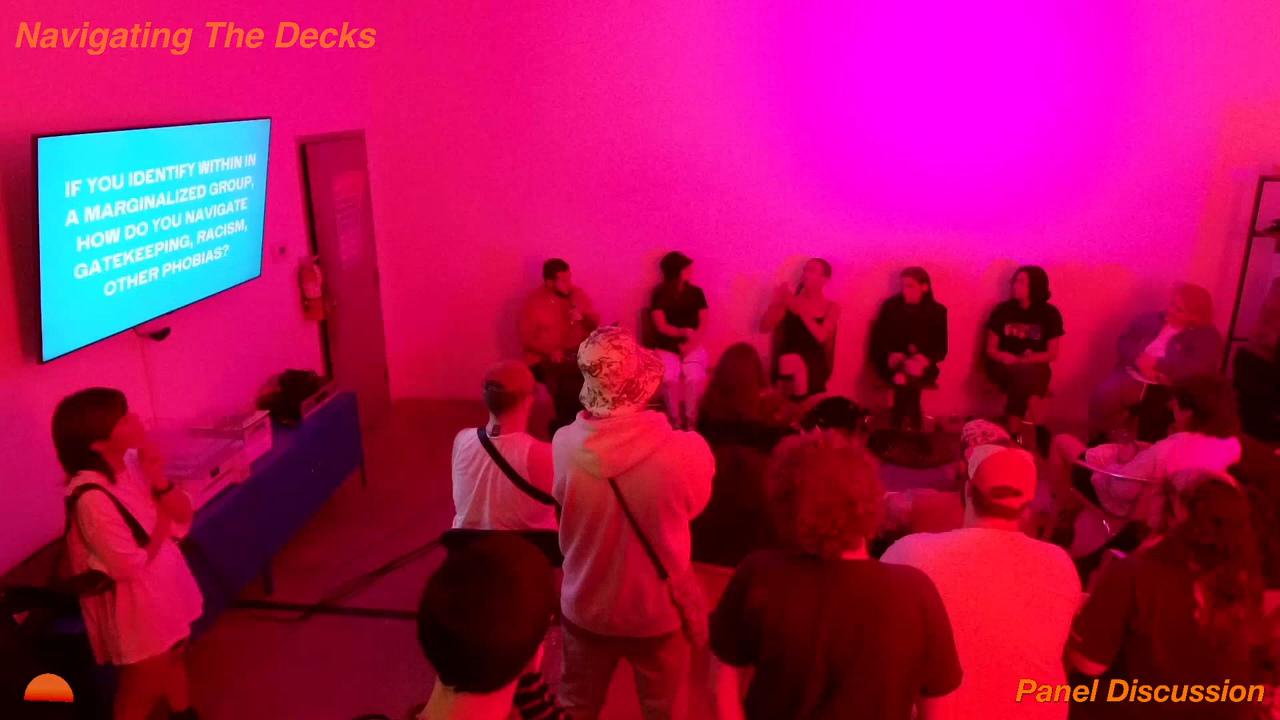 Navigating The Decks
IF YOU IDENTIFY WITHIN IN
A MARGINALIZED GROUP,
HOW DO YOU NAVIGATE
GATEKEEPING, RACISM,
OTHER PHOBIAS?
Panel Discussion